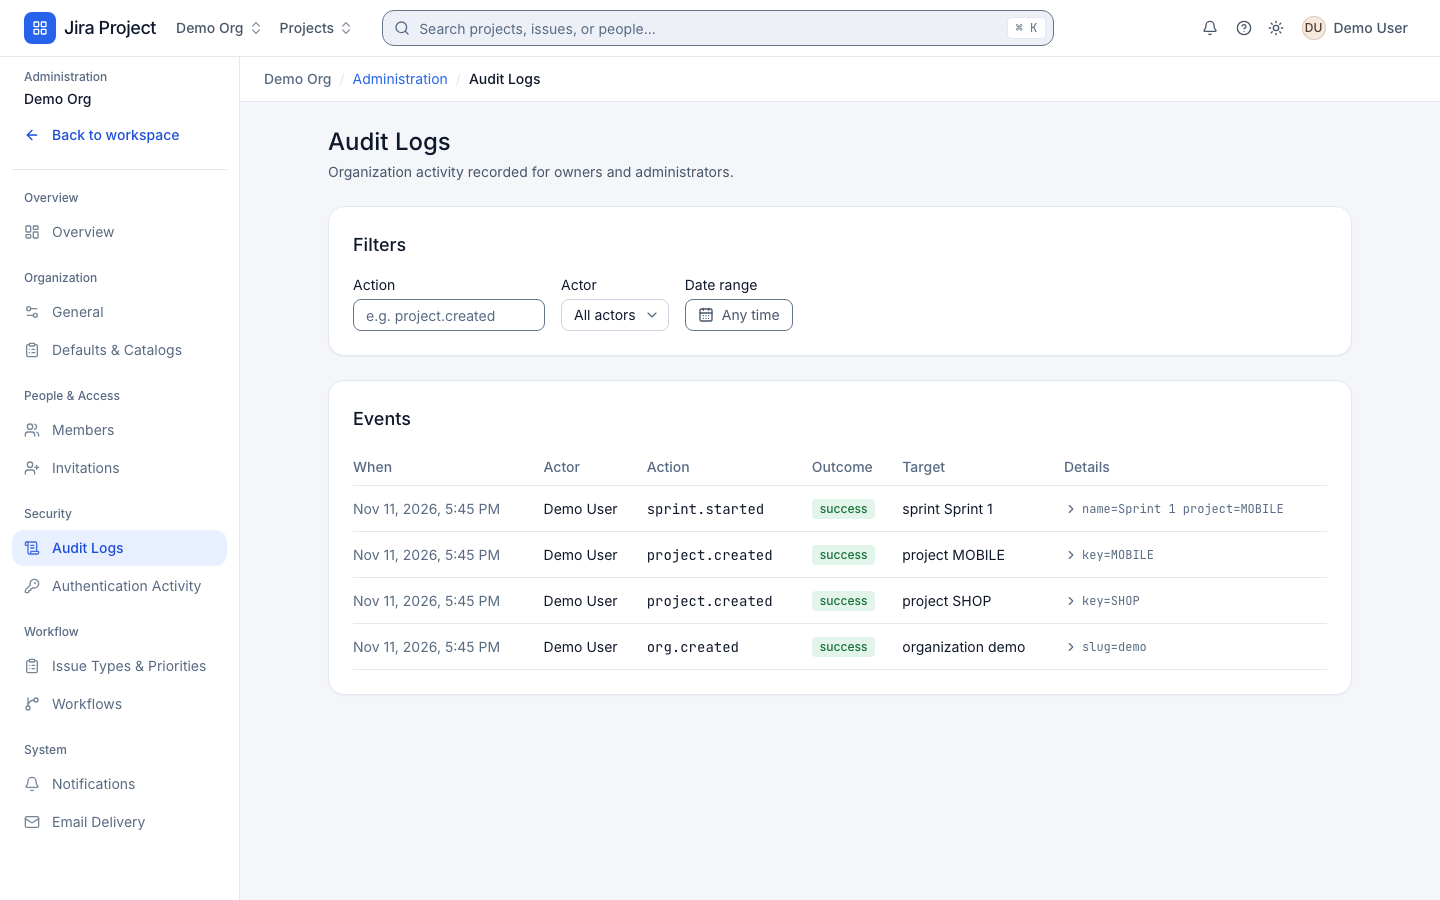 Jira Project
Demo Org
Projects
Search projects, issues, or people...
⌘ K
DU
Demo User
Administration
Demo Org
Back to workspace
Overview
Overview
Organization
General
Defaults & Catalogs
People & Access
Members
Invitations
Security
Audit Logs
Authentication Activity
Workflow
Issue Types & Priorities
Workflows
System
Notifications
Email Delivery
Demo Org / Administration / Audit Logs
Audit Logs
Organization activity recorded for owners and administrators.
Filters
Action Actor Date range
e.g. project.created All actors Any time
Events
When Actor Action Outcome Target Details
Nov 11, 2026, 5:45 PM Demo User sprint.started success sprint Sprint 1 name=Sprint 1 project=MOBILE
Nov 11, 2026, 5:45 PM Demo User project.created success project MOBILE key=MOBILE
Nov 11, 2026, 5:45 PM Demo User project.created success project SHOP key=SHOP
Nov 11, 2026, 5:45 PM Demo User org.created success organization demo slug=demo